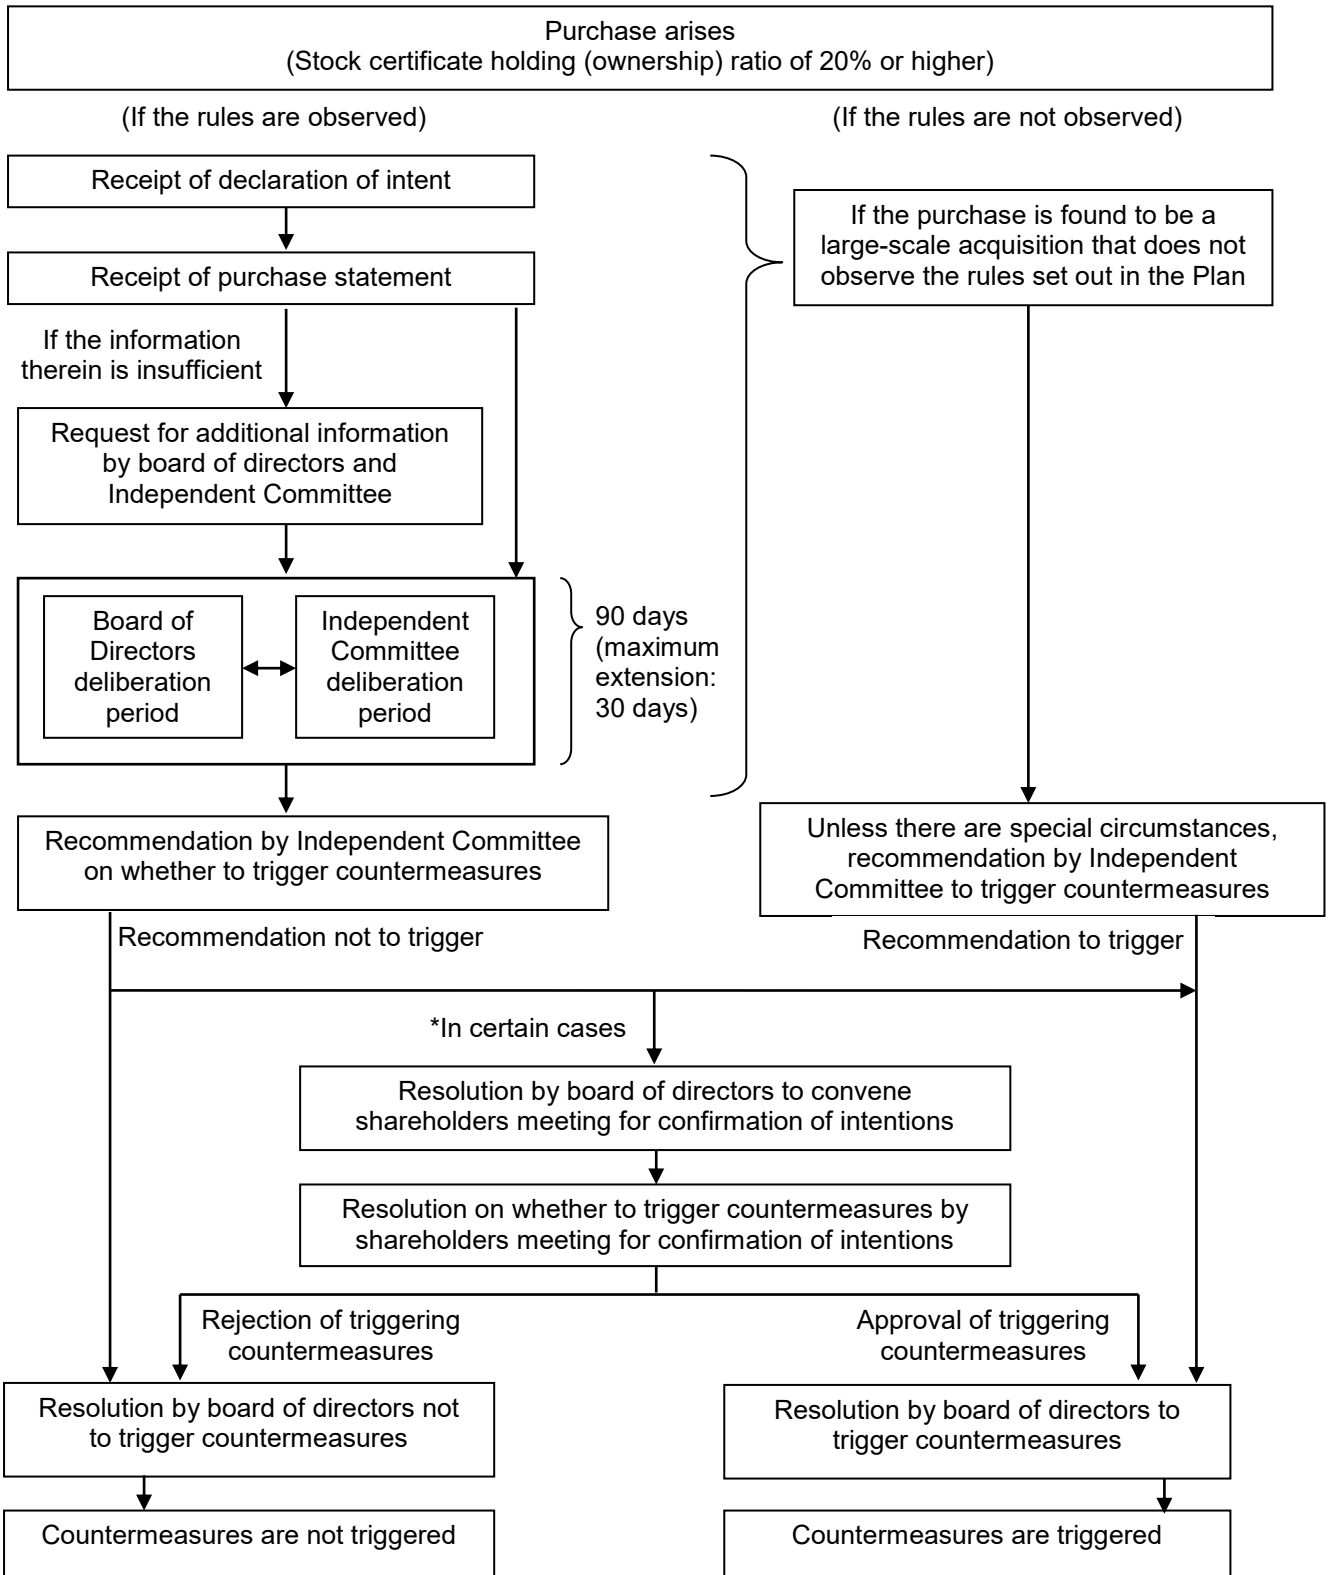 Purchase arises
(Stock certificate holding (ownership) ratio of 20% or higher)
(If the rules are observed)
(If the rules are not observed)
Receipt of declaration of intent
If the purchase is found to be a
large-scale acquisition that does not
observe the rules set out in the Plan
Receipt of purchase statement
If the information
therein is insufficient
Request for additional information
by board of directors and
Independent Committee
Board of
Directors
deliberation
period
Independent
Committee
deliberation
period
90 days
(maximum
extension:
30 days)
Recommendation by Independent Committee
on whether to trigger countermeasures
Unless there are special circumstances,
recommendation by Independent
Committee to trigger countermeasures
Recommendation not to trigger
Recommendation to trigger
*In certain cases
Resolution by board of directors to convene
shareholders meeting for confirmation of intentions
Resolution on whether to trigger countermeasures by
shareholders meeting for confirmation of intentions
Rejection of triggering
countermeasures
Approval of triggering
countermeasures
Resolution by board of directors not
to trigger countermeasures
Resolution by board of directors to
trigger countermeasures
Countermeasures are not triggered
Countermeasures are triggered